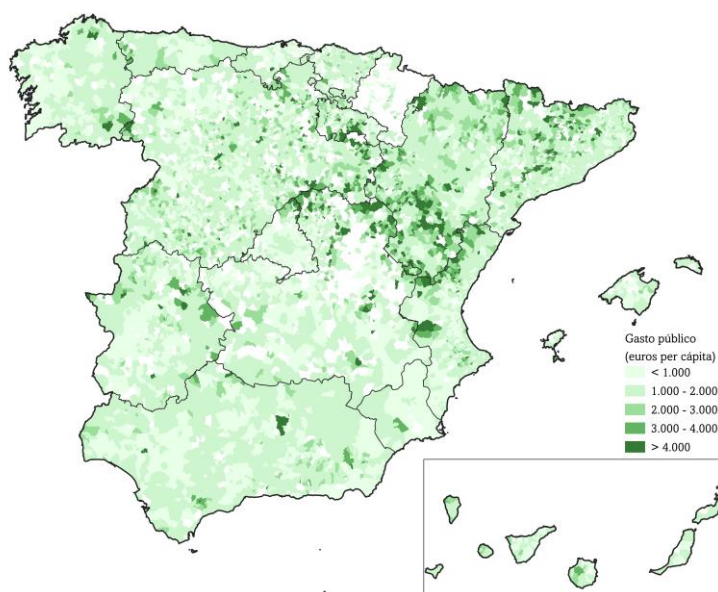 Gasto público
(euros per cápita)
< 1.000
1.000 - 2.000
2.000 - 3.000
3.000 - 4.000
> 4.000